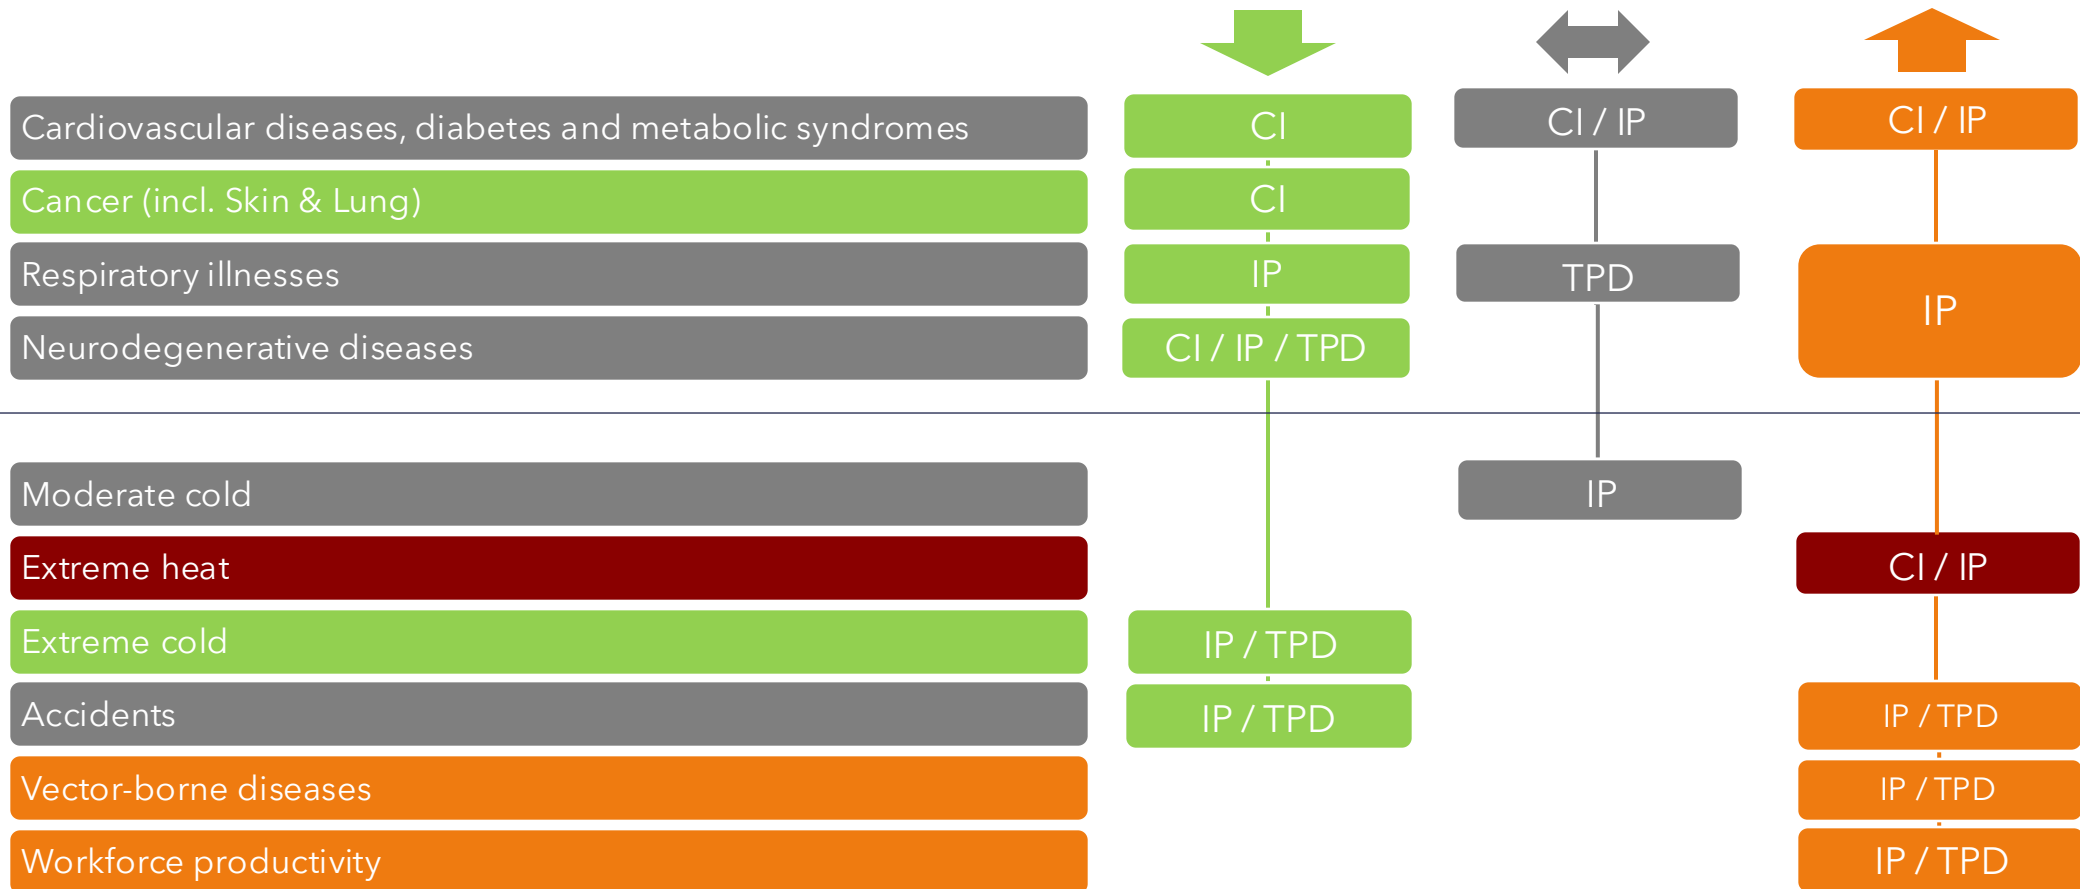 Cardiovascular diseases, diabetes and metabolic syndromes CI CI / IP CI / IP
Cancer (incl. Skin & Lung) CI
Respiratory illnesses IP TPD IP
Neurodegenerative diseases CI / IP / TPD
Moderate cold IP
Extreme heat CI / IP
Extreme cold IP / TPD
Accidents IP / TPD IP / TPD
Vector-borne diseases IP / TPD
Workforce productivity IP / TPD